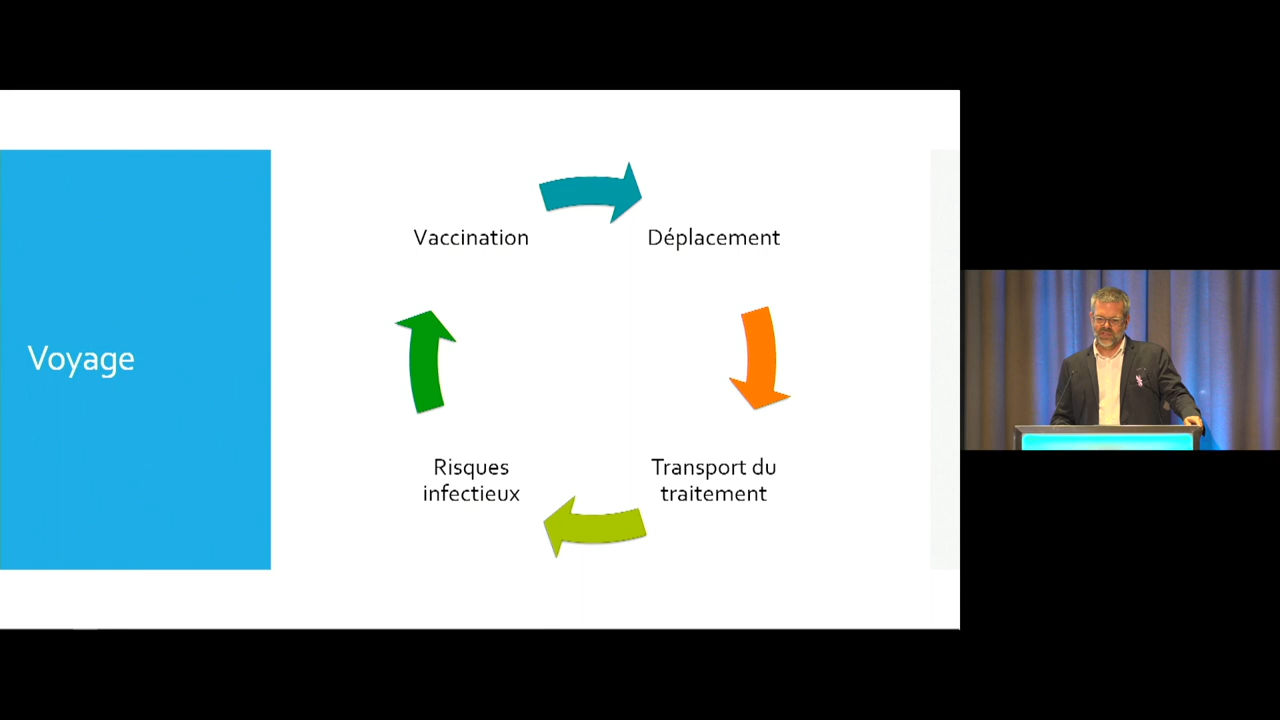 Voyage
Vaccination
Déplacement
Risques
infectieux
Transport du
traitement